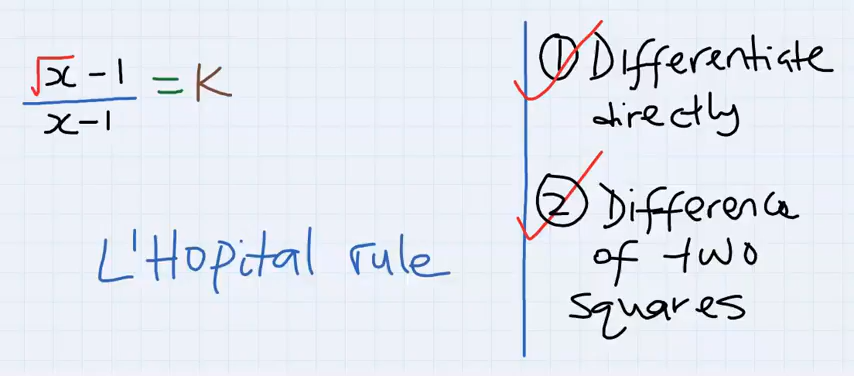 √x - 1 / x - 1 = K
L'Hopital rule
① Differentiate
directly
② Difference
of two
squares